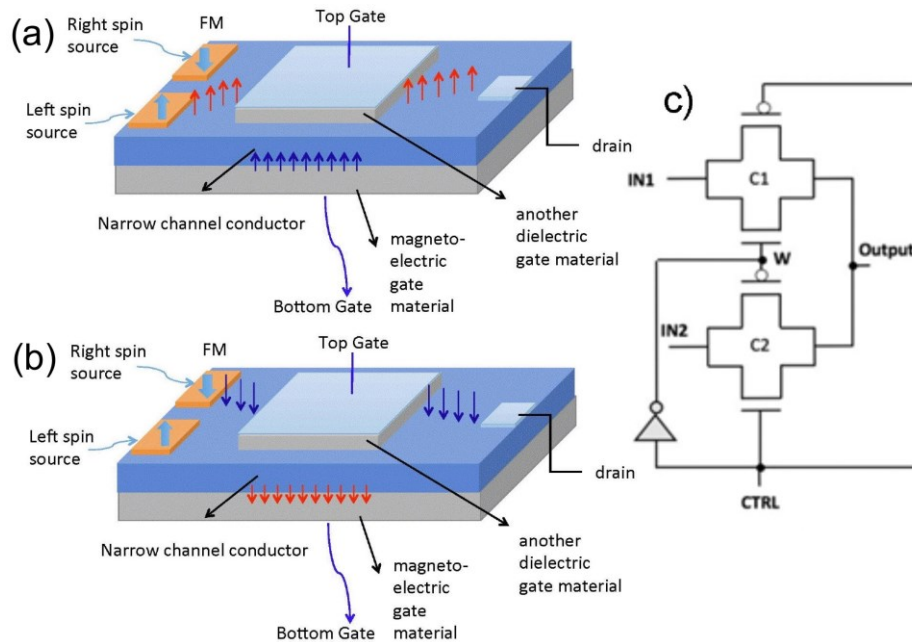 (a)
Right spin
source
FM
Top Gate
Left spin
source
drain
Narrow channel conductor
magneto-
electric
gate
material
another
dielectric
gate material
Bottom Gate
(b)
Right spin
source
FM
Top Gate
Left spin
source
drain
Narrow channel conductor
magneto-
electric
gate
material
another
dielectric
gate material
Bottom Gate
c)
IN1
C1
W
Output
IN2
C2
CTRL